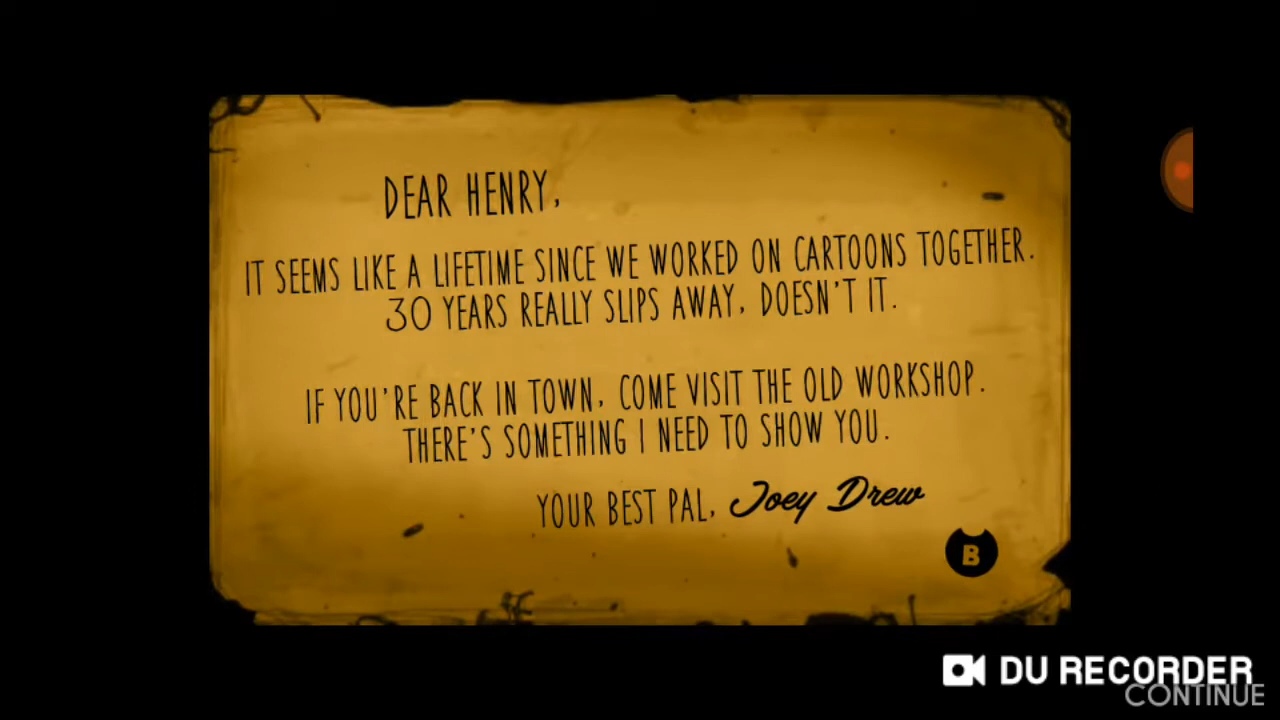 DEAR HENRY,
IT SEEMS LIKE A LIFETIME SINCE WE WORKED ON CARTOONS TOGETHER.
30 YEARS REALLY SLIPS AWAY, DOESN'T IT.
IF YOU'RE BACK IN TOWN, COME VISIT THE OLD WORKSHOP.
THERE'S SOMETHING I NEED TO SHOW YOU.
YOUR BEST PAL, Joey Drew
B
DU RECORDER
CONTINUE